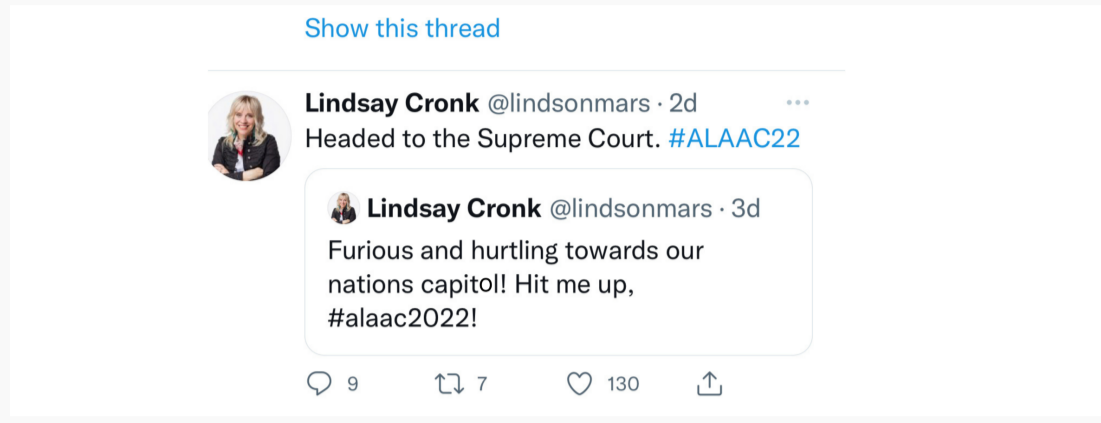 Show this thread
Lindsay Cronk @lindsonmars · 2d
Headed to the Supreme Court. #ALAAC22
Lindsay Cronk @lindsonmars · 3d
Furious and hurtling towards our
nations capitol! Hit me up,
#alaac2022!
9 7 130